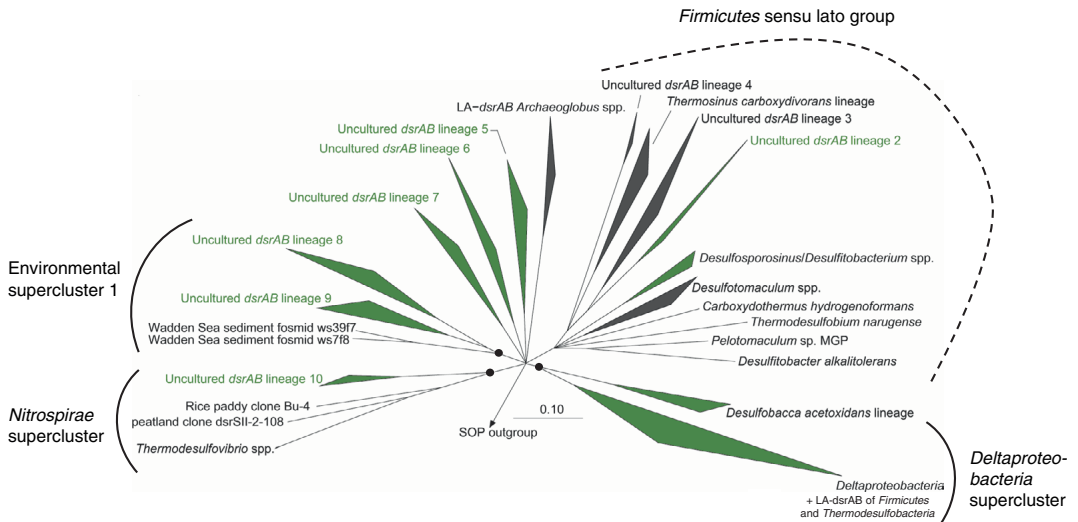 Firmicutes sensu lato group
Uncultured dsrAB lineage 4
Thermosinus carboxydivorans lineage
LA−dsrAB Archaeoglobus spp.
Uncultured dsrAB lineage 3
Uncultured dsrAB lineage 5
Uncultured dsrAB lineage 2
Uncultured dsrAB lineage 6
Uncultured dsrAB lineage 7
Uncultured dsrAB lineage 8
Desulfosporosinus/Desulfitobacterium spp.
Environmental
supercluster 1
Desulfotomaculum spp.
Uncultured dsrAB lineage 9
Carboxydothermus hydrogenoformans
Wadden Sea sediment fosmid ws39f7
Thermodesulfobium narugense
Wadden Sea sediment fosmid ws7f8
Pelotomaculum sp. MGP
Desulfitobacter alkalitolerans
Uncultured dsrAB lineage 10
Nitrospirae
supercluster
Rice paddy clone Bu-4
peatland clone dsrSII-2-108
Thermodesulfovibrio spp.
0.10
SOP outgroup
Desulfobacca acetoxidans lineage
Deltaproteo-
bacteria
supercluster
Deltaproteobacteria
+ LA-dsrAB of Firmicutes
and Thermodesulfobacteria